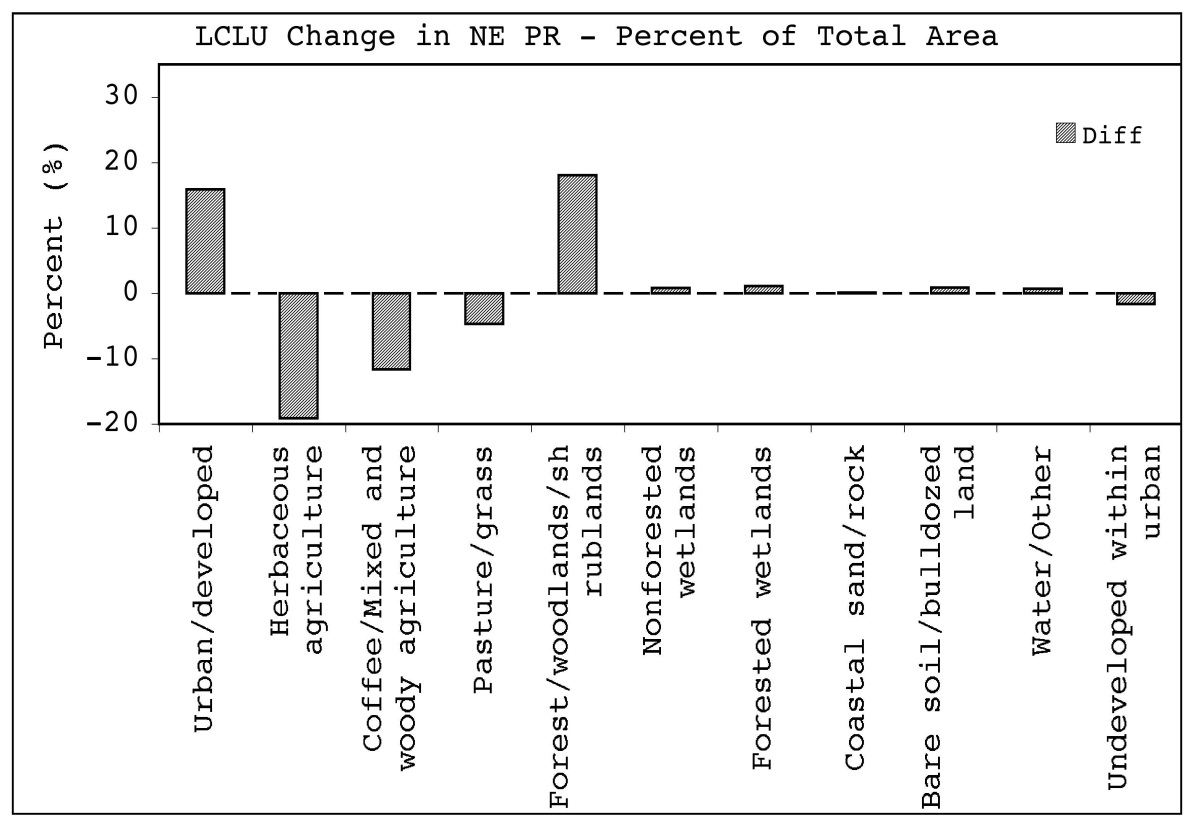 LCLU Change in NE PR - Percent of Total Area
Percent (%)
30
20
10
0
-10
-20
Diff
Urban/developed
Herbaceous
agriculture
Coffee/Mixed and
woody agriculture
Pasture/grass
Forest/woodlands/sh
rublands
Nonforested
wetlands
Forested wetlands
Coastal sand/rock
Bare soil/bulldozed
land
Water/Other
Undeveloped within
urban